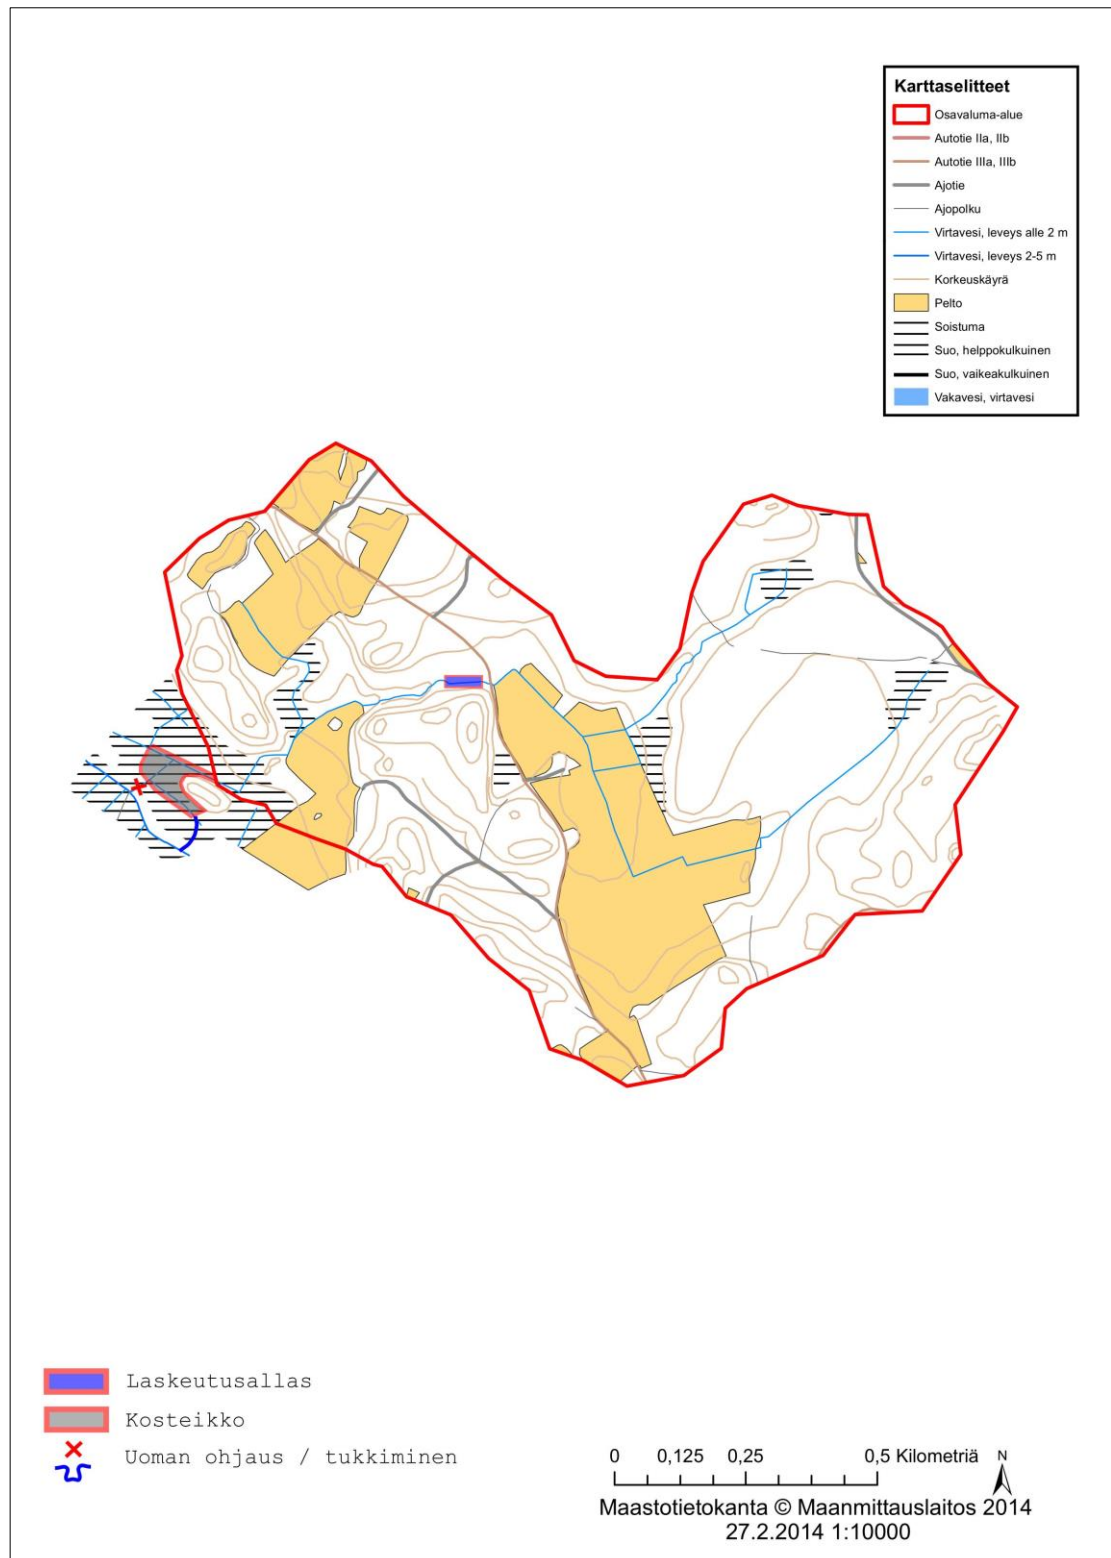 Karttaselitteet
Osavaluma-alue
Autotie IIa, IIb
Autotie IIIa, IIIb
Ajotie
Ajopolku
Virtavesi, leveys alle 2 m
Virtavesi, leveys 2-5 m
Korkeuskäyrä
Pelto
Soistuma
Suo, helppokulkuinen
Suo, vaikeakulkuinen
Vakavesi, virtavesi
Laskeutusallas
Kosteikko
Uoman ohjaus / tukkiminen
0 0,125 0,25 0,5 Kilometriä N
Maastotietokanta © Maanmittauslaitos 2014
27.2.2014 1:10000